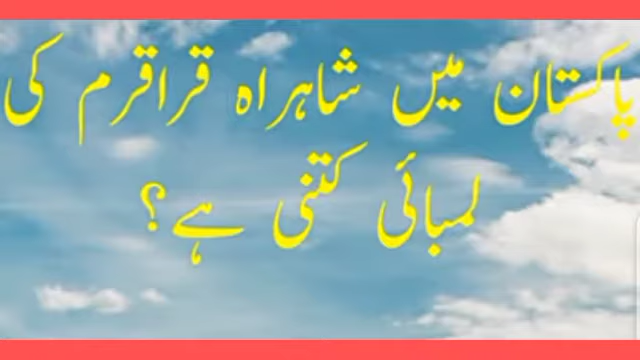 پاکستان میں شاہراہ قراقرم کی
لمبائی کتنی ہے؟